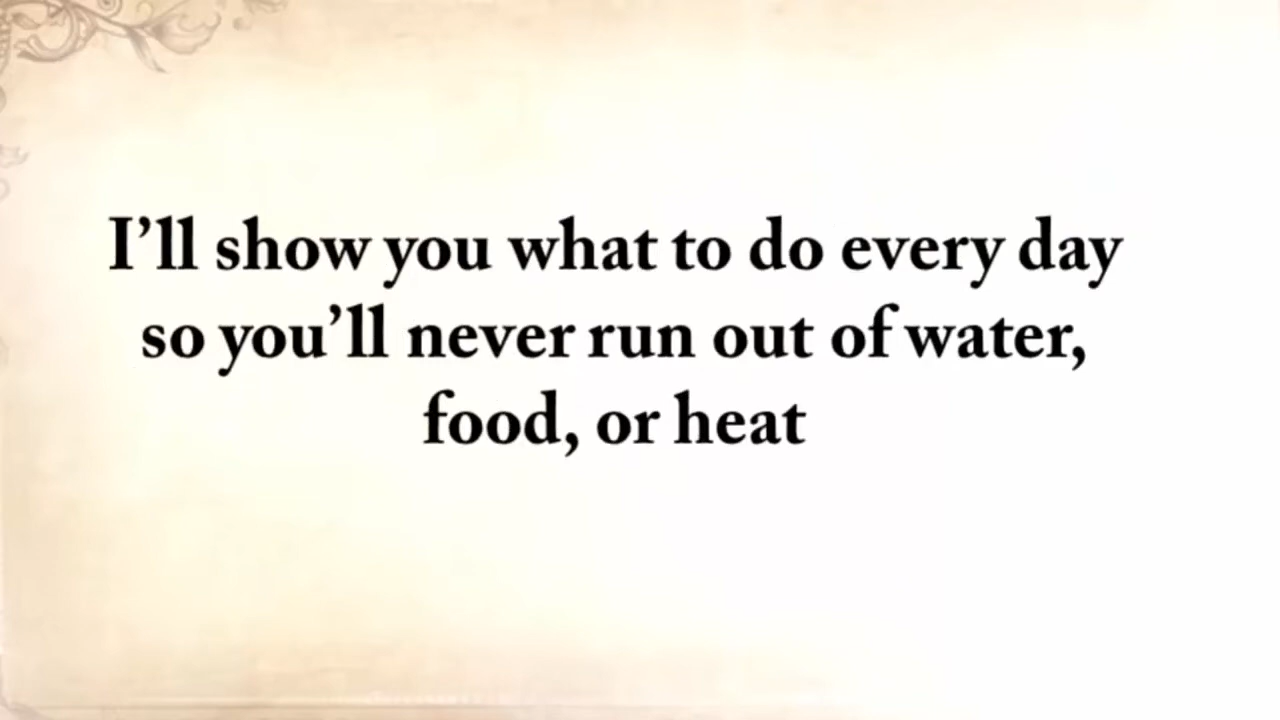 I’ll show you what to do every day
so you’ll never run out of water,
food, or heat